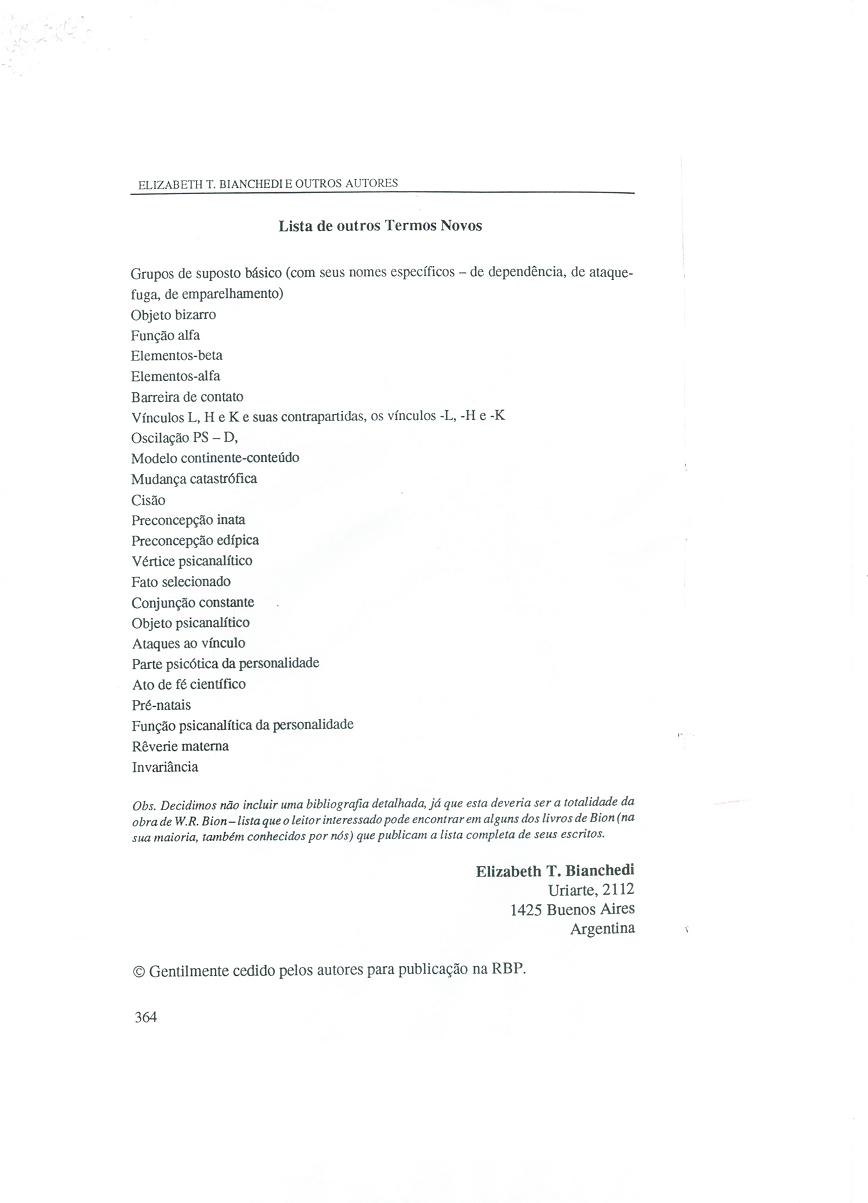 ELIZABETH T. BIANCHEDI E OUTROS AUTORES
Lista de outros Termos Novos
Grupos de suposto básico (com seus nomes específicos – de dependência, de ataque-
fuga, de emparelhamento)
Objeto bizarro
Função alfa
Elementos-beta
Elementos-alfa
Barreira de contato
Vínculos L, H e K e suas contrapartidas, os vínculos -L, -H e -K
Oscilação PS – D,
Modelo continente-conteúdo
Mudança catastrófica
Cisão
Preconcepção inata
Preconcepção edípica
Vértice psicanalítico
Fato selecionado
Conjunção constante
Objeto psicanalítico
Ataques ao vínculo
Parte psicótica da personalidade
Ato de fé científico
Pré-natais
Função psicanalítica da personalidade
Rêverie materna
Invariância
Obs. Decidimos não incluir uma bibliografia detalhada, já que esta deveria ser a totalidade da
obra de W.R. Bion – lista que o leitor interessado pode encontrar em alguns dos livros de Bion (na
sua maioria, também conhecidos por nós) que publicam a lista completa de seus escritos.
Elizabeth T. Bianchedi
Uriarte, 2112
1425 Buenos Aires
Argentina
© Gentilmente cedido pelos autores para publicação na RBP.
364